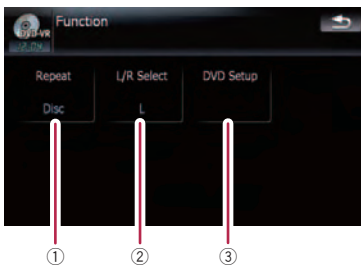 Function
DVD-VR
Repeat
L/R Select
DVD Setup
Disc
L
① ② ③